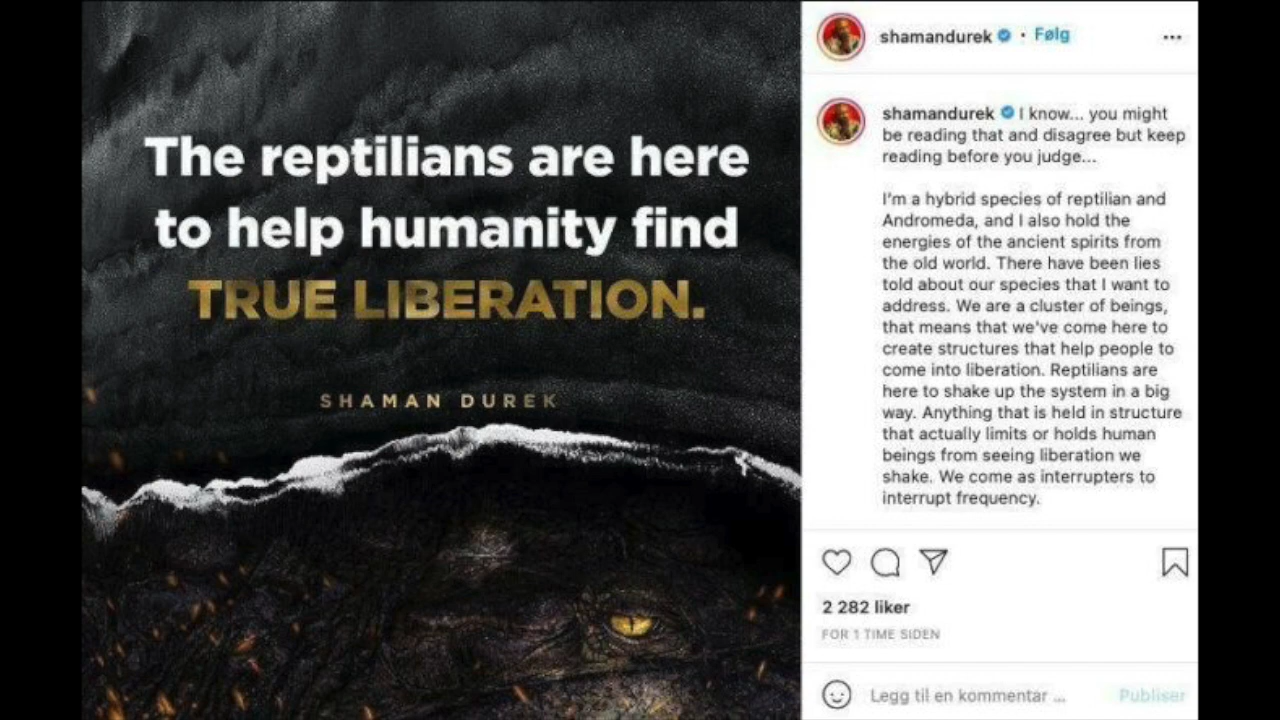 The reptilians are here
to help humanity find
TRUE LIBERATION.
SHAMAN DUREK
shamandurek • Følg
shamandurek I know... you might
be reading that and disagree but keep
reading before you judge...
I'm a hybrid species of reptilian and
Andromeda, and I also hold the
energies of the ancient spirits from
the old world. There have been lies
told about our species that I want to
address. We are a cluster of beings,
that means that we've come here to
create structures that help people to
come into liberation. Reptilians are
here to shake up the system in a big
way. Anything that is held in structure
that actually limits or holds human
beings from seeing liberation we
shake. We come as interrupters to
interrupt frequency.
2 282 liker
FOR 1 TIME SIDEN
Legg til en kommentar ...
Publiser